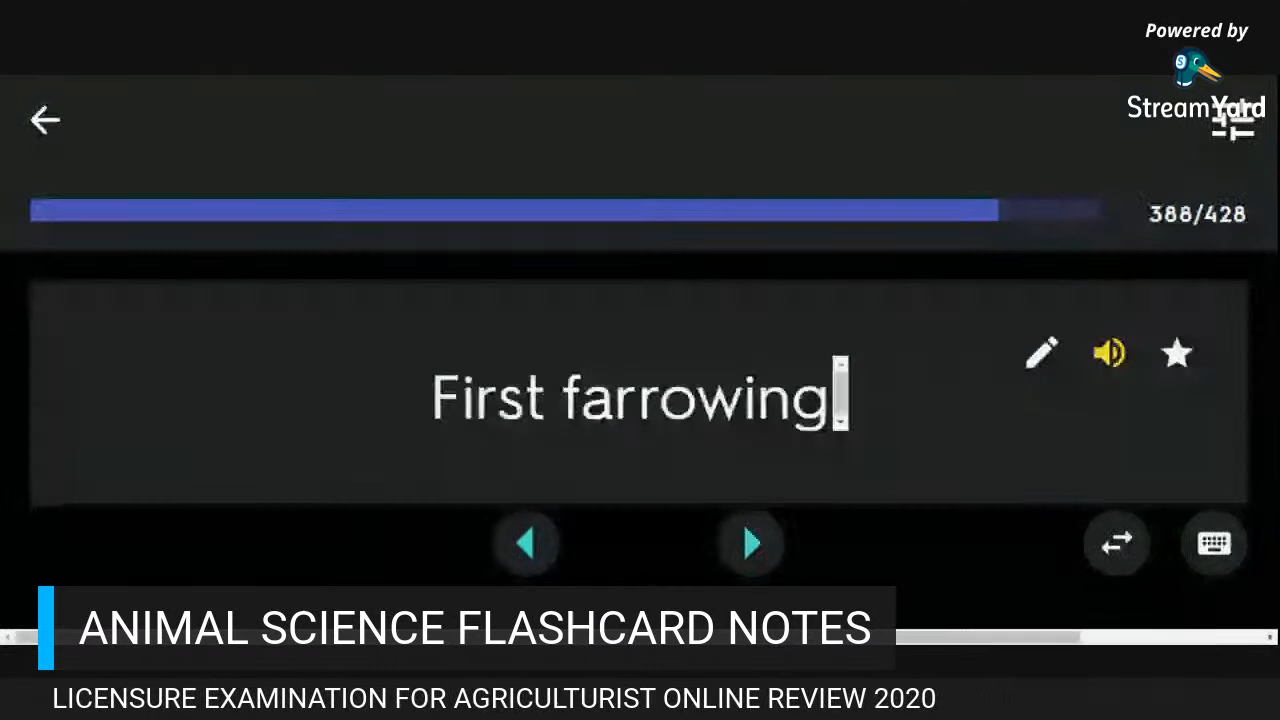 Powered by
StreamYard
388/428
First farrowing
ANIMAL SCIENCE FLASHCARD NOTES
LICENSURE EXAMINATION FOR AGRICULTURIST ONLINE REVIEW 2020